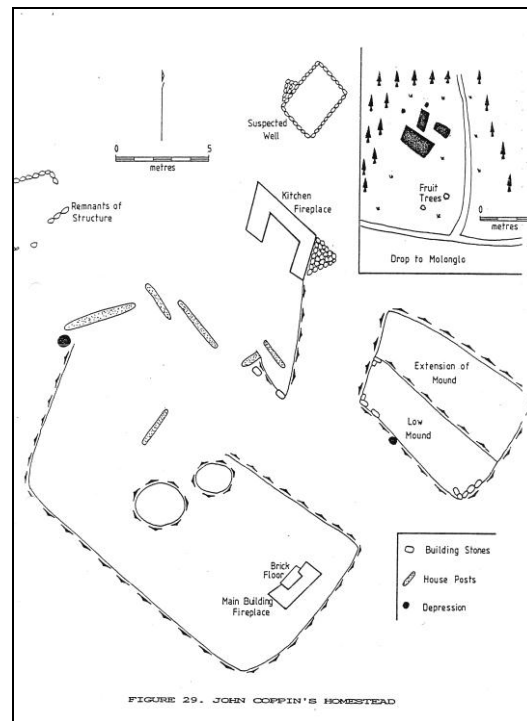 Suspected
Well
0 5
metres
Remnants of
Structure
Kitchen
Fireplace
Fruit
Trees
0
metres
Drop to Molonglo
Extension of
Mound
Low
Mound
Brick
Floor
Main Building
Fireplace
Building Stones
House Posts
Depression
FIGURE 29. JOHN COPPIN'S HOMESTEAD